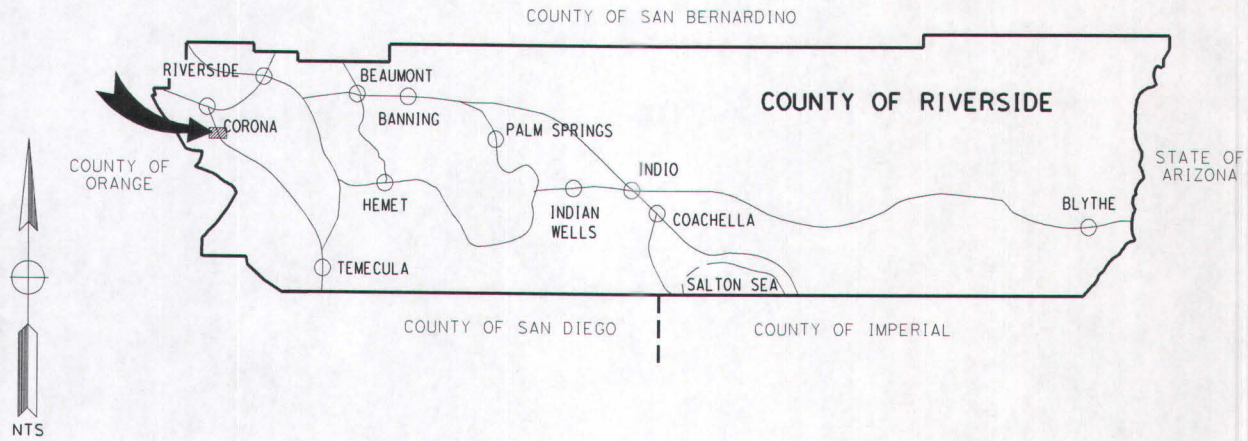 COUNTY OF SAN BERNARDINO
RIVERSIDE
BEAUMONT
COUNTY OF RIVERSIDE
BANNING
CORONA
PALM SPRINGS
COUNTY OF
ORANGE
STATE OF
ARIZONA
INDIO
HEMET
INDIAN
WELLS
COACHELLA
BLYTHE
TEMECULA
SALTON SEA
COUNTY OF SAN DIEGO
COUNTY OF IMPERIAL
NTS